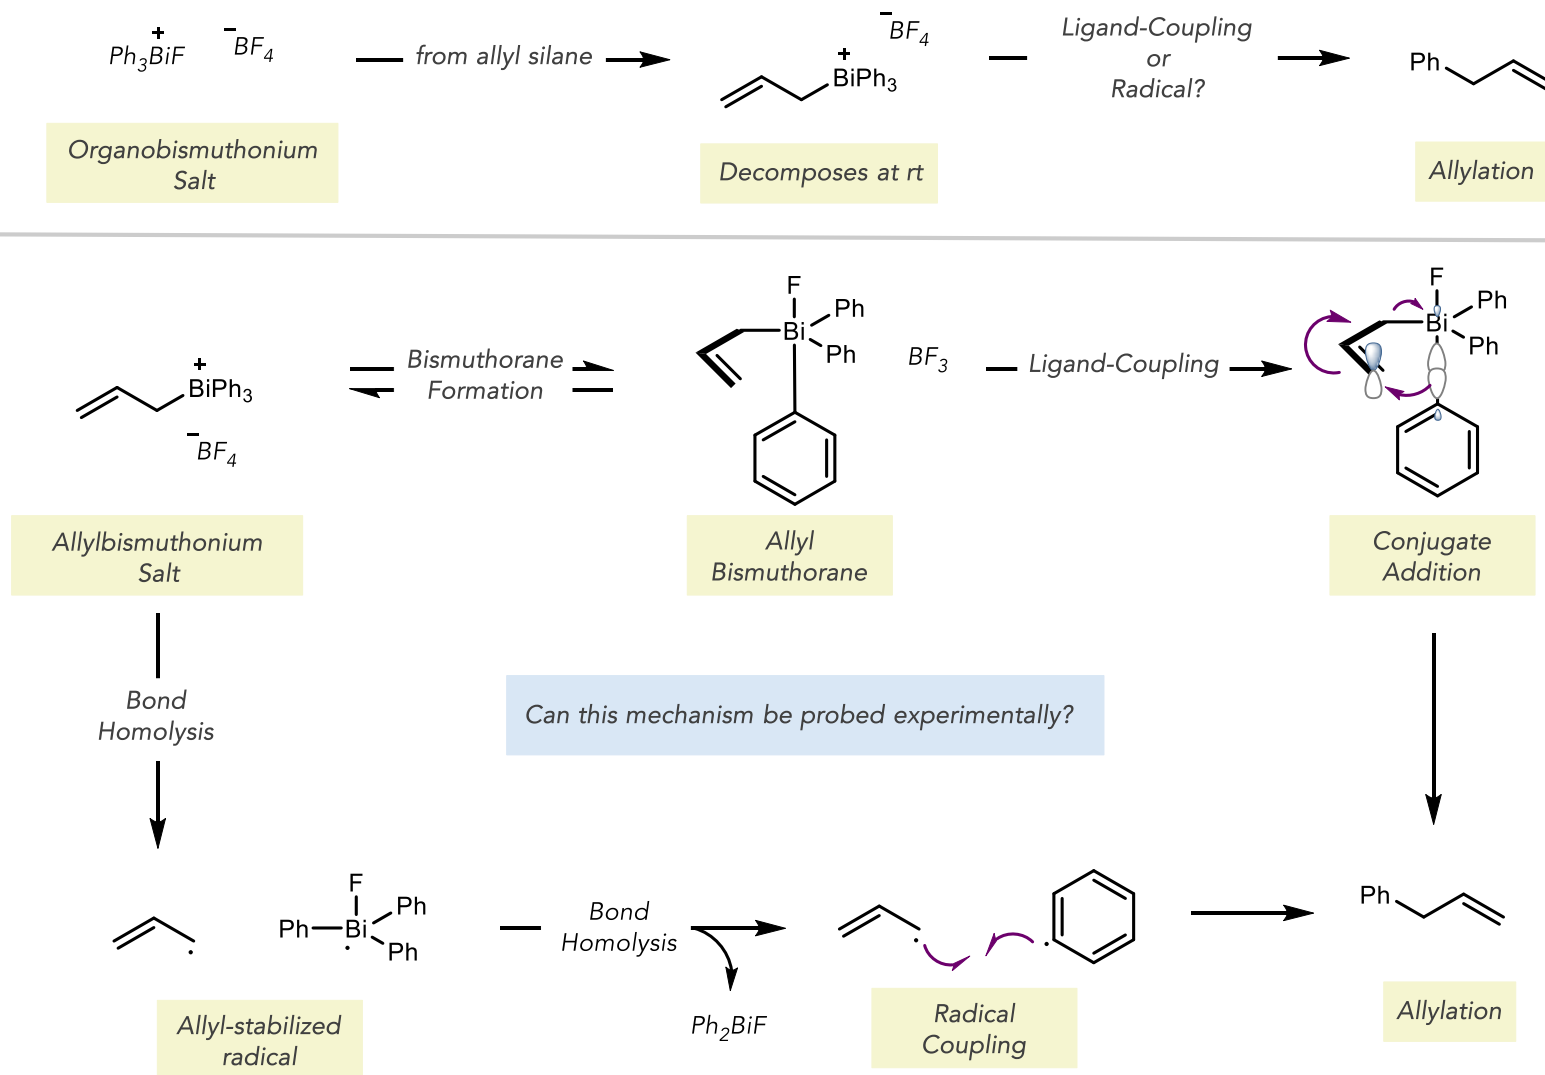 Ph3BiF + −BF4
from allyl silane
+ BiPh3 −BF4
Ligand-Coupling
or
Radical?
Ph
Organobismuthonium
Salt
Decomposes at rt
Allylation
+ BiPh3
−BF4
Bismuthorane
Formation
F
Bi
Ph
Ph
BF3
Ligand-Coupling
F
Bi
Ph
Ph
Allylbismuthonium
Salt
Allyl
Bismuthorane
Conjugate
Addition
Bond
Homolysis
Can this mechanism be probed experimentally?
F
Ph
Bi
Ph
Ph
Bond
Homolysis
Ph2BiF
Ph
Allyl-stabilized
radical
Radical
Coupling
Allylation